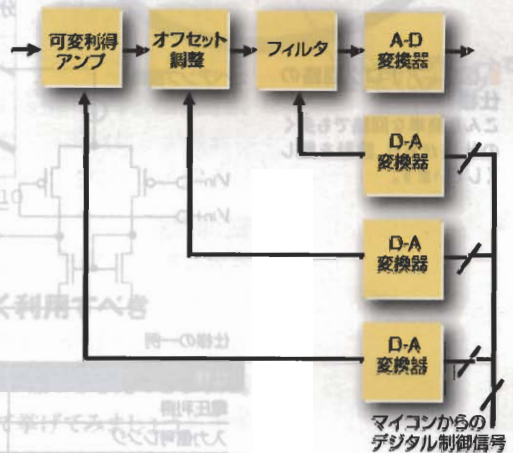 可変利得
アンプ
オフセット
調整
フィルタ
A-D
変換器
D-A
変換器
D-A
変換器
D-A
変換器
マイコンからの
デジタル制御信号